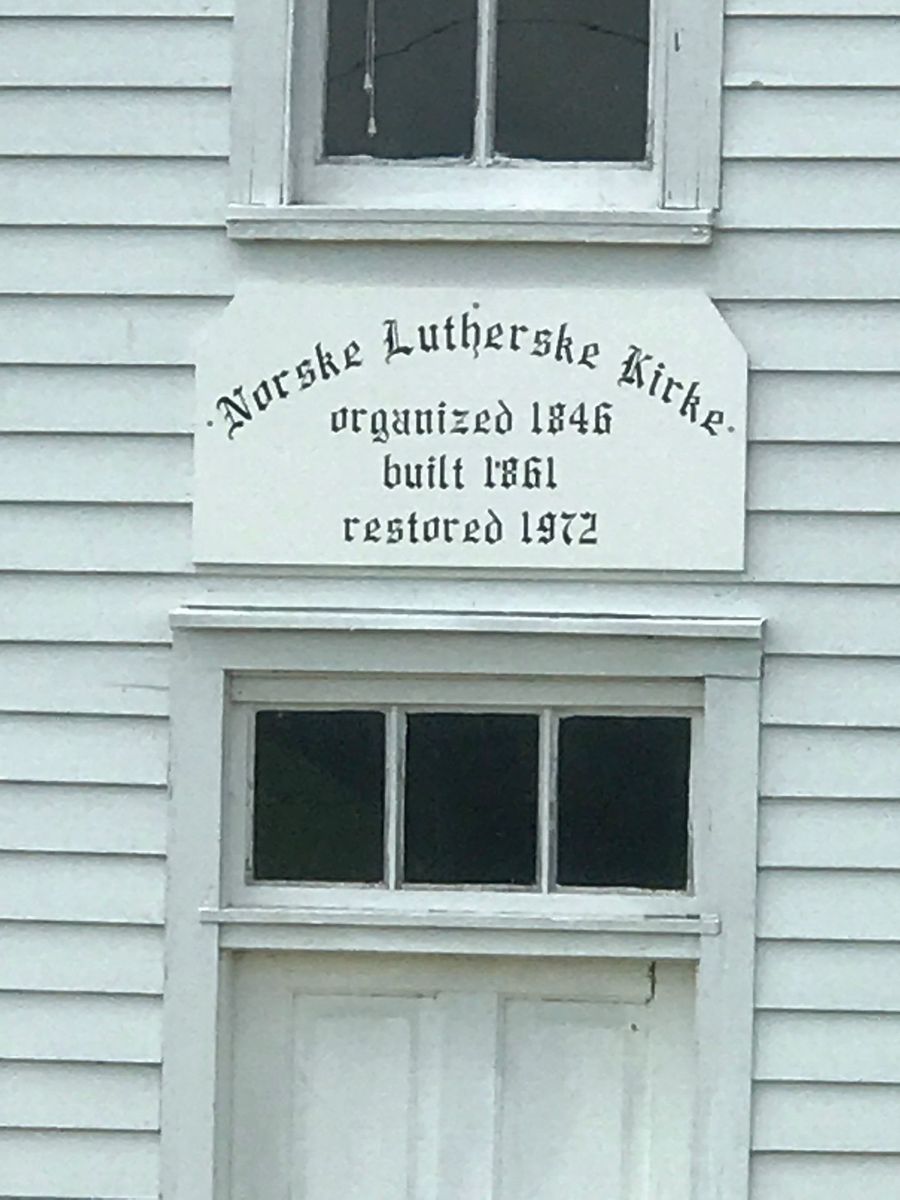 Norske Lutherske Kirke
organized 1846
built 1861
restored 1972